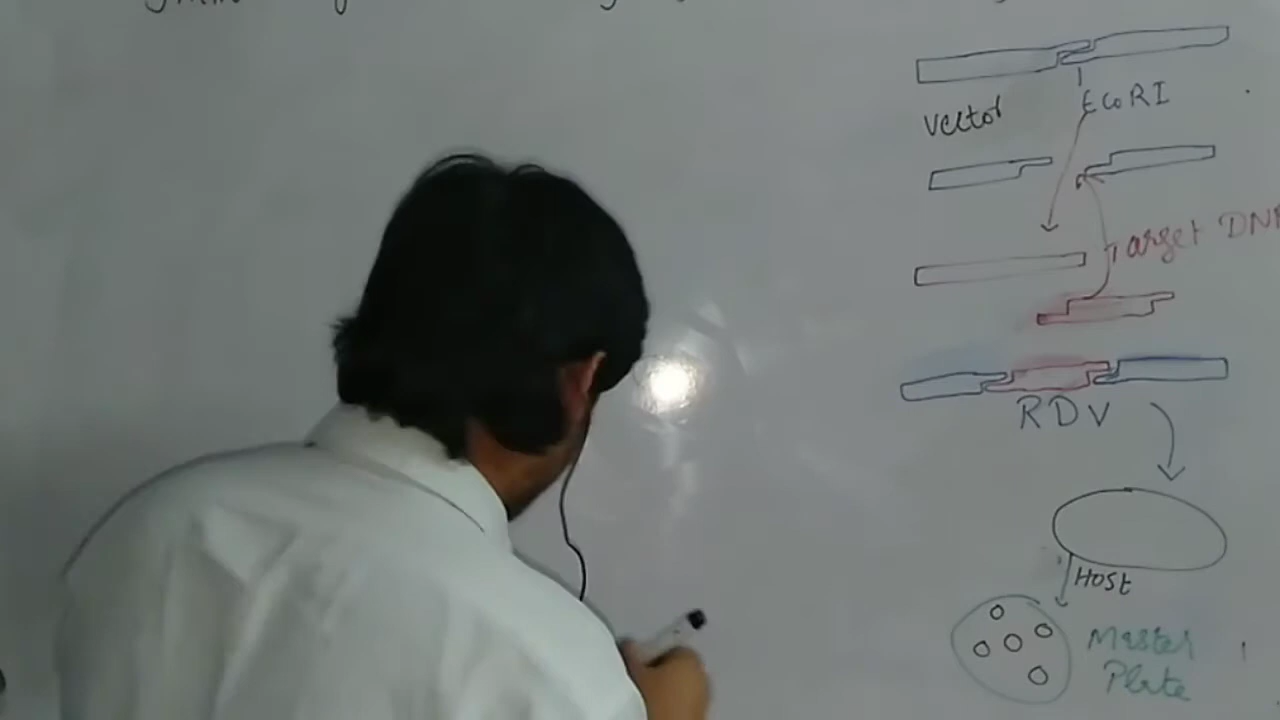 Vector
EcoRI
Target DNA
RDV
HOST
Master
Plate